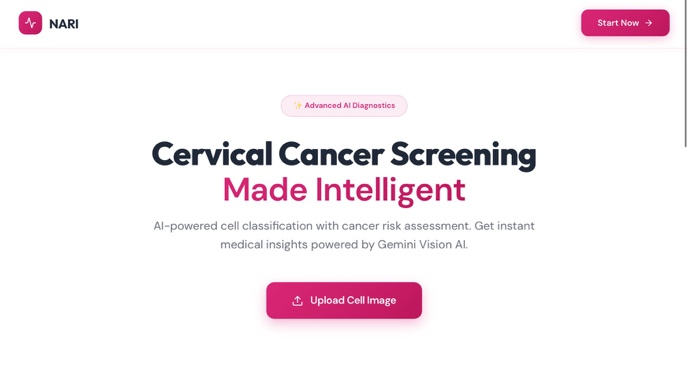 NARI
Start Now →
✨ Advanced AI Diagnostics
Cervical Cancer Screening
Made Intelligent
AI-powered cell classification with cancer risk assessment. Get instant
medical insights powered by Gemini Vision AI.
Upload Cell Image